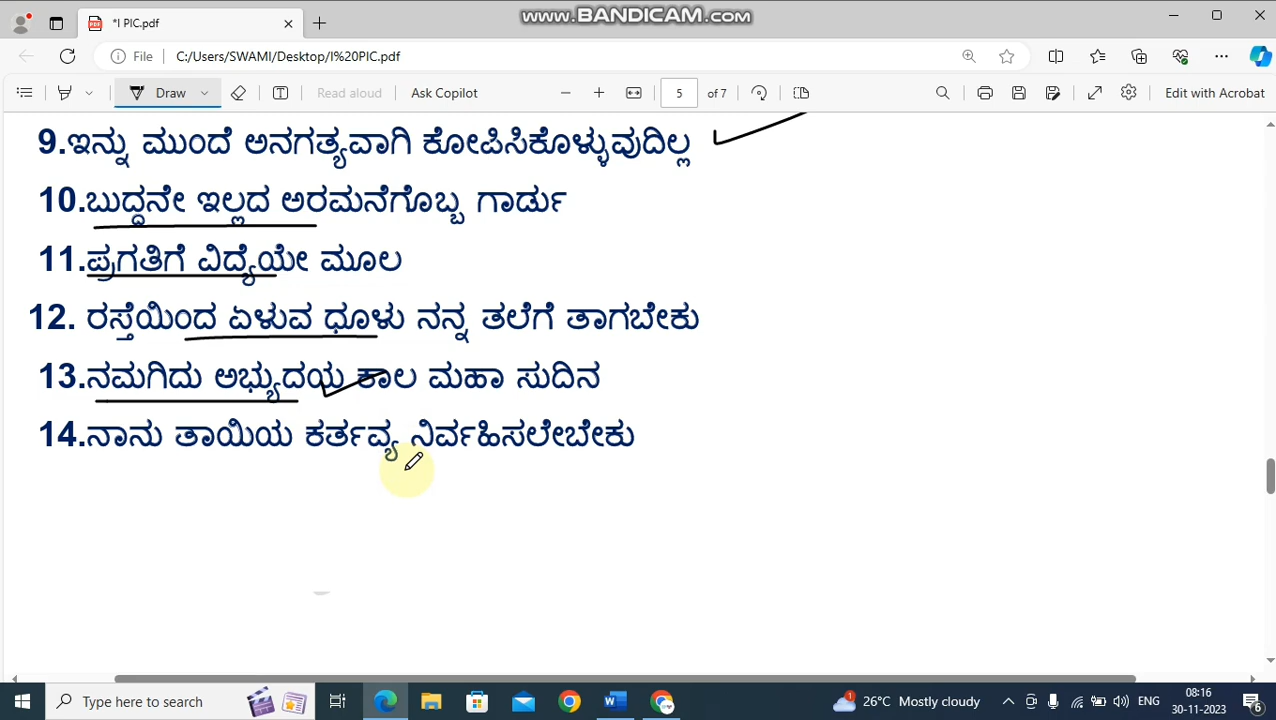 WWW.BANDICAM.COM
*I PIC.pdf
File C:/Users/SWAMI/Desktop/I%20PIC.pdf
Draw Read aloud Ask Copilot 5 of 7 Edit with Acrobat
9.ಇನ್ನು ಮುಂದೆ ಅನಗತ್ಯವಾಗಿ ಕೋಪಿಸಿಕೊಳ್ಳುವುದಿಲ್ಲ
10.ಬುದ್ಧನೇ ಇಲ್ಲದ ಅರಮನೆಗೊಬ್ಬ ಗಾರ್ಡು
11.ಪ್ರಗತಿಗೆ ವಿದ್ಯೆಯೇ ಮೂಲ
12. ರಸ್ತೆಯಿಂದ ಏಳುವ ಧೂಳು ನನ್ನ ತಲೆಗೆ ತಾಗಬೇಕು
13.ನಮಗಿದು ಅಭ್ಯುದಯ ಕಾಲ ಮಹಾ ಸುದಿನ
14.ನಾನು ತಾಯಿಯ ಕರ್ತವ್ಯ ನಿರ್ವಹಿಸಲೇಬೇಕು
Type here to search 1 26°C Mostly cloudy ENG 08:16 30-11-2023 6